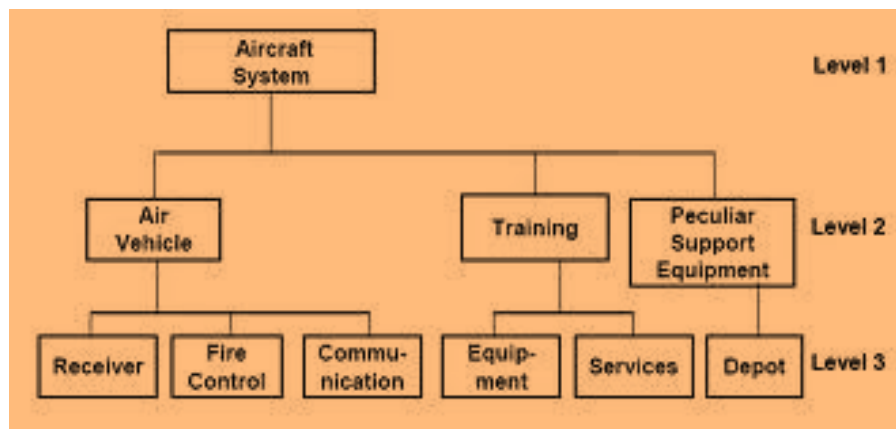 Aircraft
System
Level 1
Air
Vehicle
Training
Peculiar
Support
Equipment
Level 2
Receiver
Fire
Control
Commu-
nication
Equip-
ment
Services
Depot
Level 3